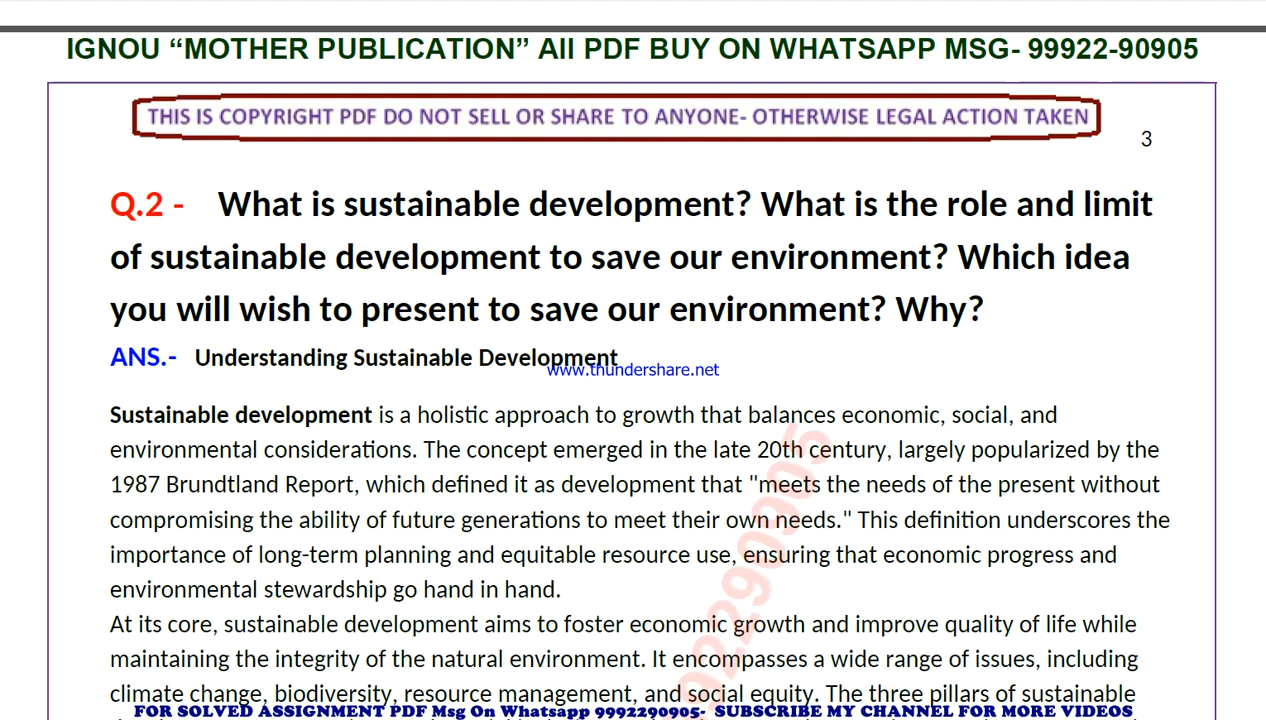 IGNOU “MOTHER PUBLICATION” All PDF BUY ON WHATSAPP MSG- 99922-90905
THIS IS COPYRIGHT PDF DO NOT SELL OR SHARE TO ANYONE- OTHERWISE LEGAL ACTION TAKEN
3
Q.2 - What is sustainable development? What is the role and limit
of sustainable development to save our environment? Which idea
you will wish to present to save our environment? Why?
ANS.- Understanding Sustainable Development
www.thundershare.net
Sustainable development is a holistic approach to growth that balances economic, social, and
environmental considerations. The concept emerged in the late 20th century, largely popularized by the
1987 Brundtland Report, which defined it as development that "meets the needs of the present without
compromising the ability of future generations to meet their own needs." This definition underscores the
importance of long-term planning and equitable resource use, ensuring that economic progress and
environmental stewardship go hand in hand.
At its core, sustainable development aims to foster economic growth and improve quality of life while
maintaining the integrity of the natural environment. It encompasses a wide range of issues, including
climate change, biodiversity, resource management, and social equity. The three pillars of sustainable
FOR SOLVED ASSIGNMENT PDF Msg On Whatsapp 9992290905- SUBSCRIBE MY CHANNEL FOR MORE VIDEOS